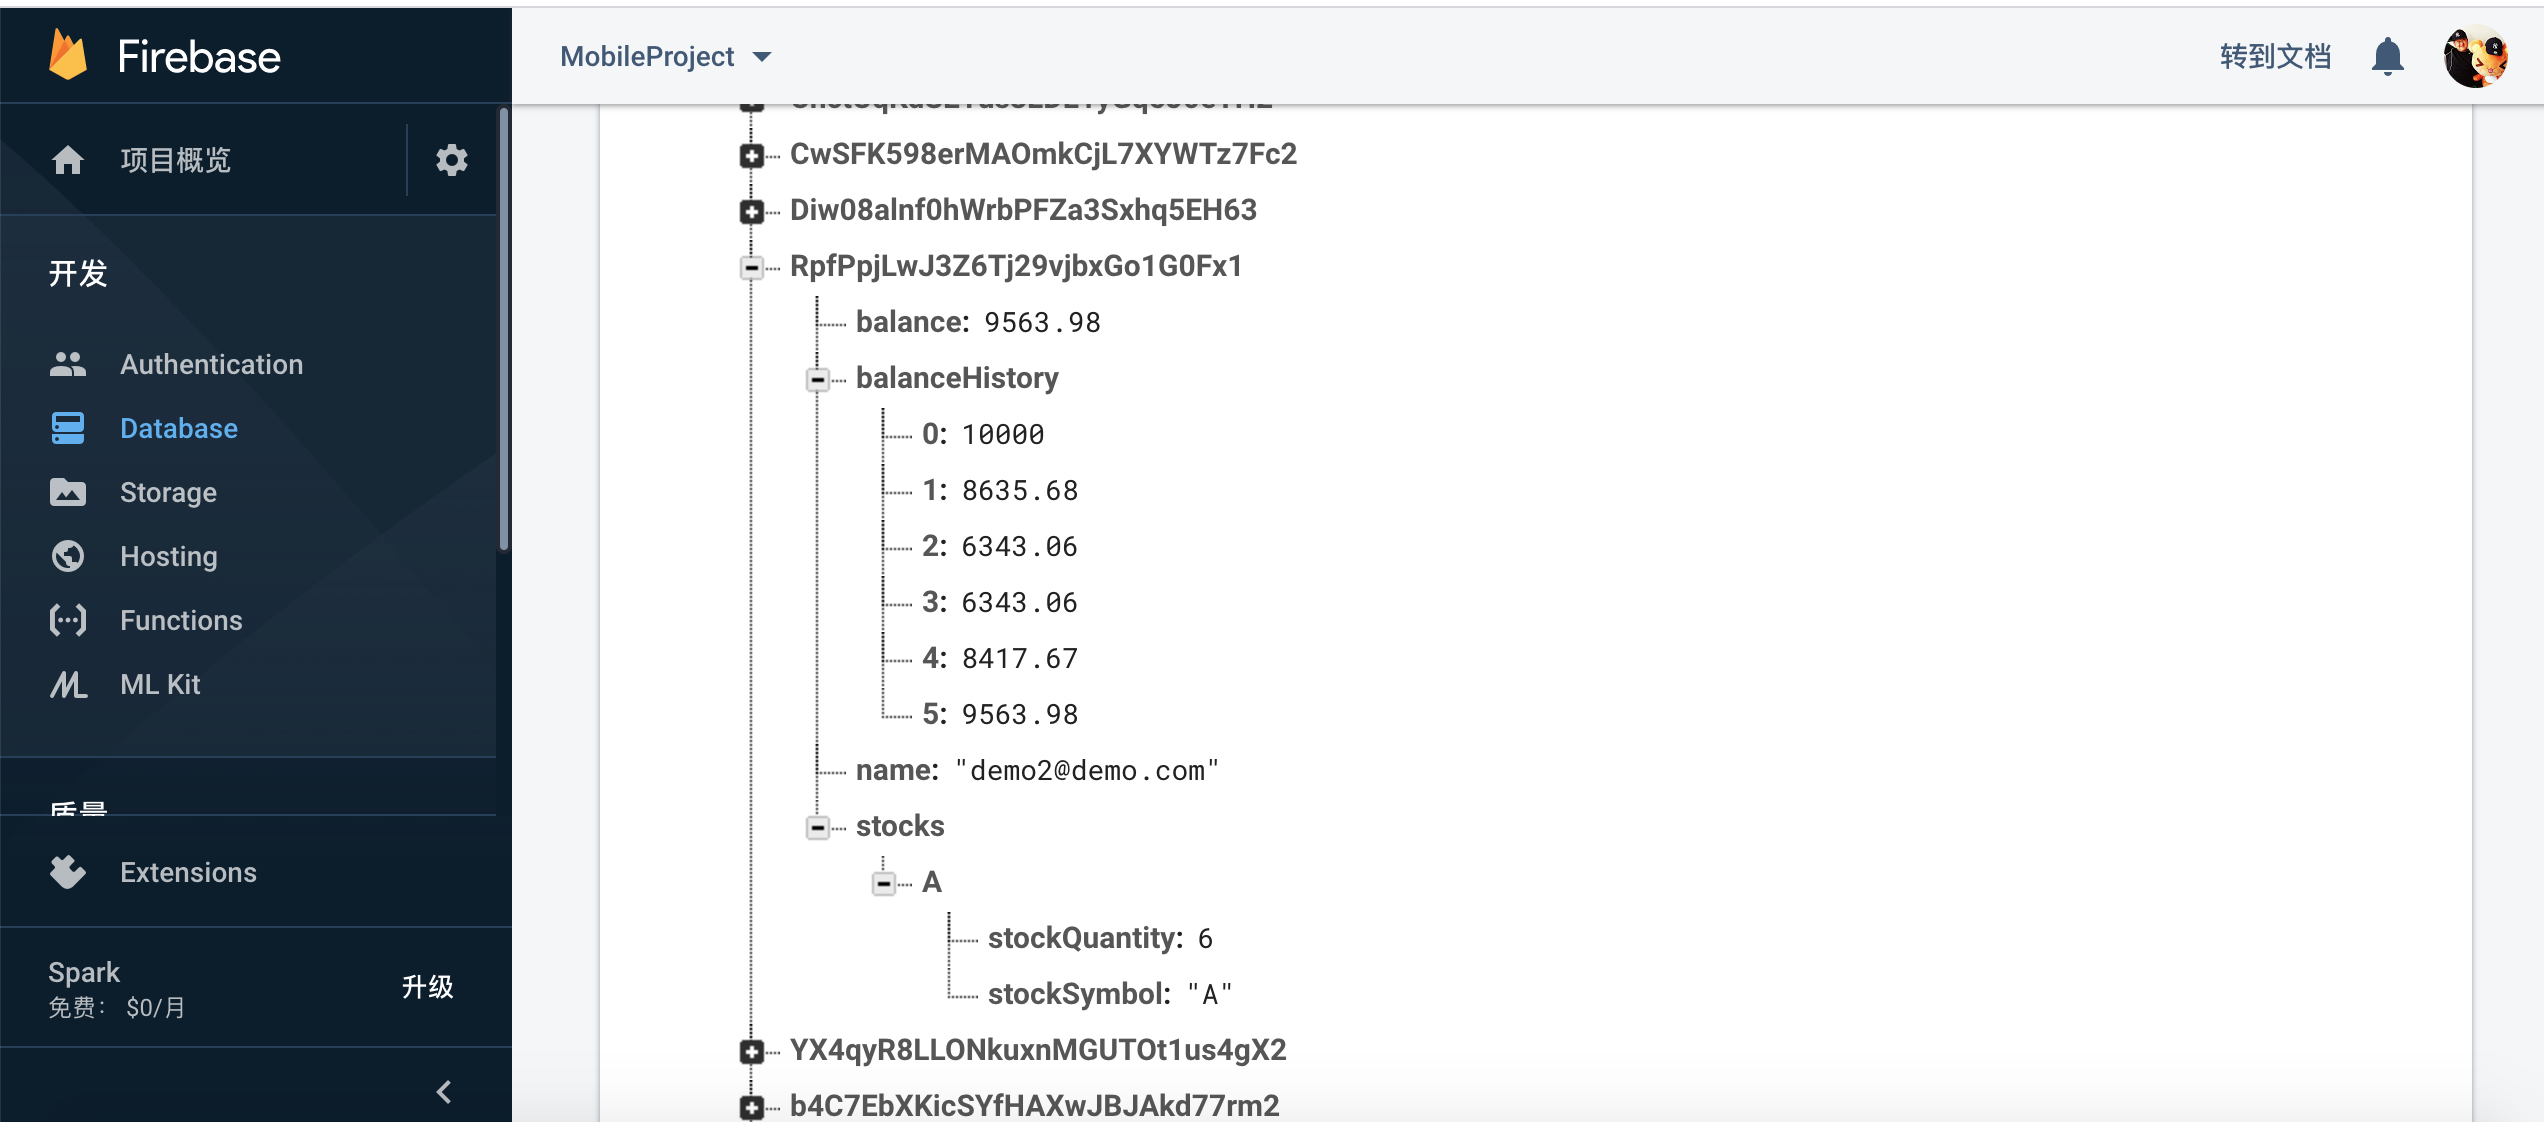 Firebase
MobileProject
转到文档
项目概览
开发
Authentication
Database
Storage
Hosting
Functions
ML Kit
质量
Extensions
Spark
免费： $0/月
升级
CwSFK598erMAOmkCjL7XYWTz7Fc2
Diw08alnf0hWrbPFZa3Sxhq5EH63
RpfPpjLwJ3Z6Tj29vjbxGo1G0Fx1
balance: 9563.98
balanceHistory
0: 10000
1: 8635.68
2: 6343.06
3: 6343.06
4: 8417.67
5: 9563.98
name: "demo2@demo.com"
stocks
A
stockQuantity: 6
stockSymbol: "A"
YX4qyR8LLONkuxnMGUTOt1us4gX2
b4C7EbXKicSYfHAXwJBJAkd77rm2